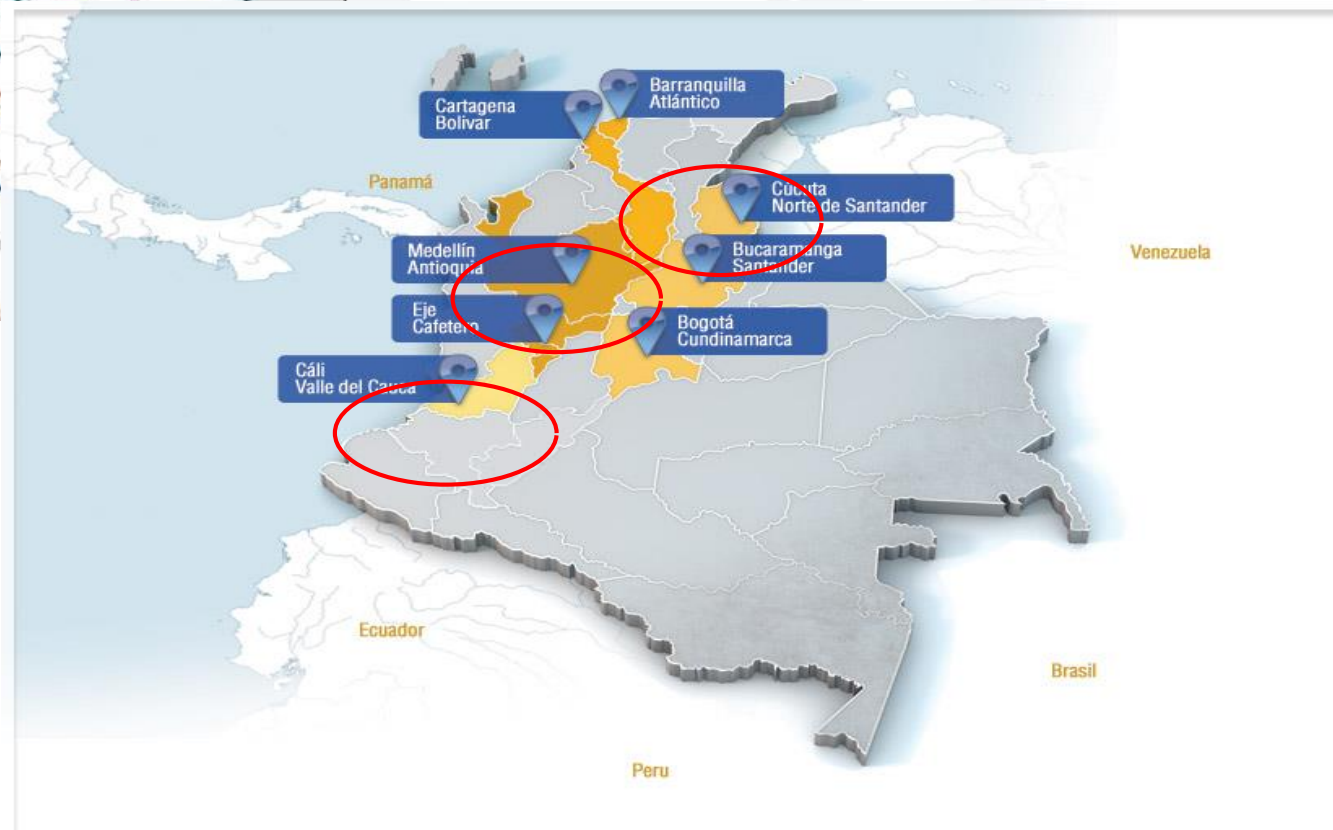 Barranquilla
Atlántico
Cartagena
Bolivar
Panamá
Cúcuta
Norte de Santander
Medellín
Antioquia
Bucaramanga
Santander
Venezuela
Eje
Cafetero
Bogotá
Cundinamarca
Cáli
Valle del Cauca
Ecuador
Brasil
Peru